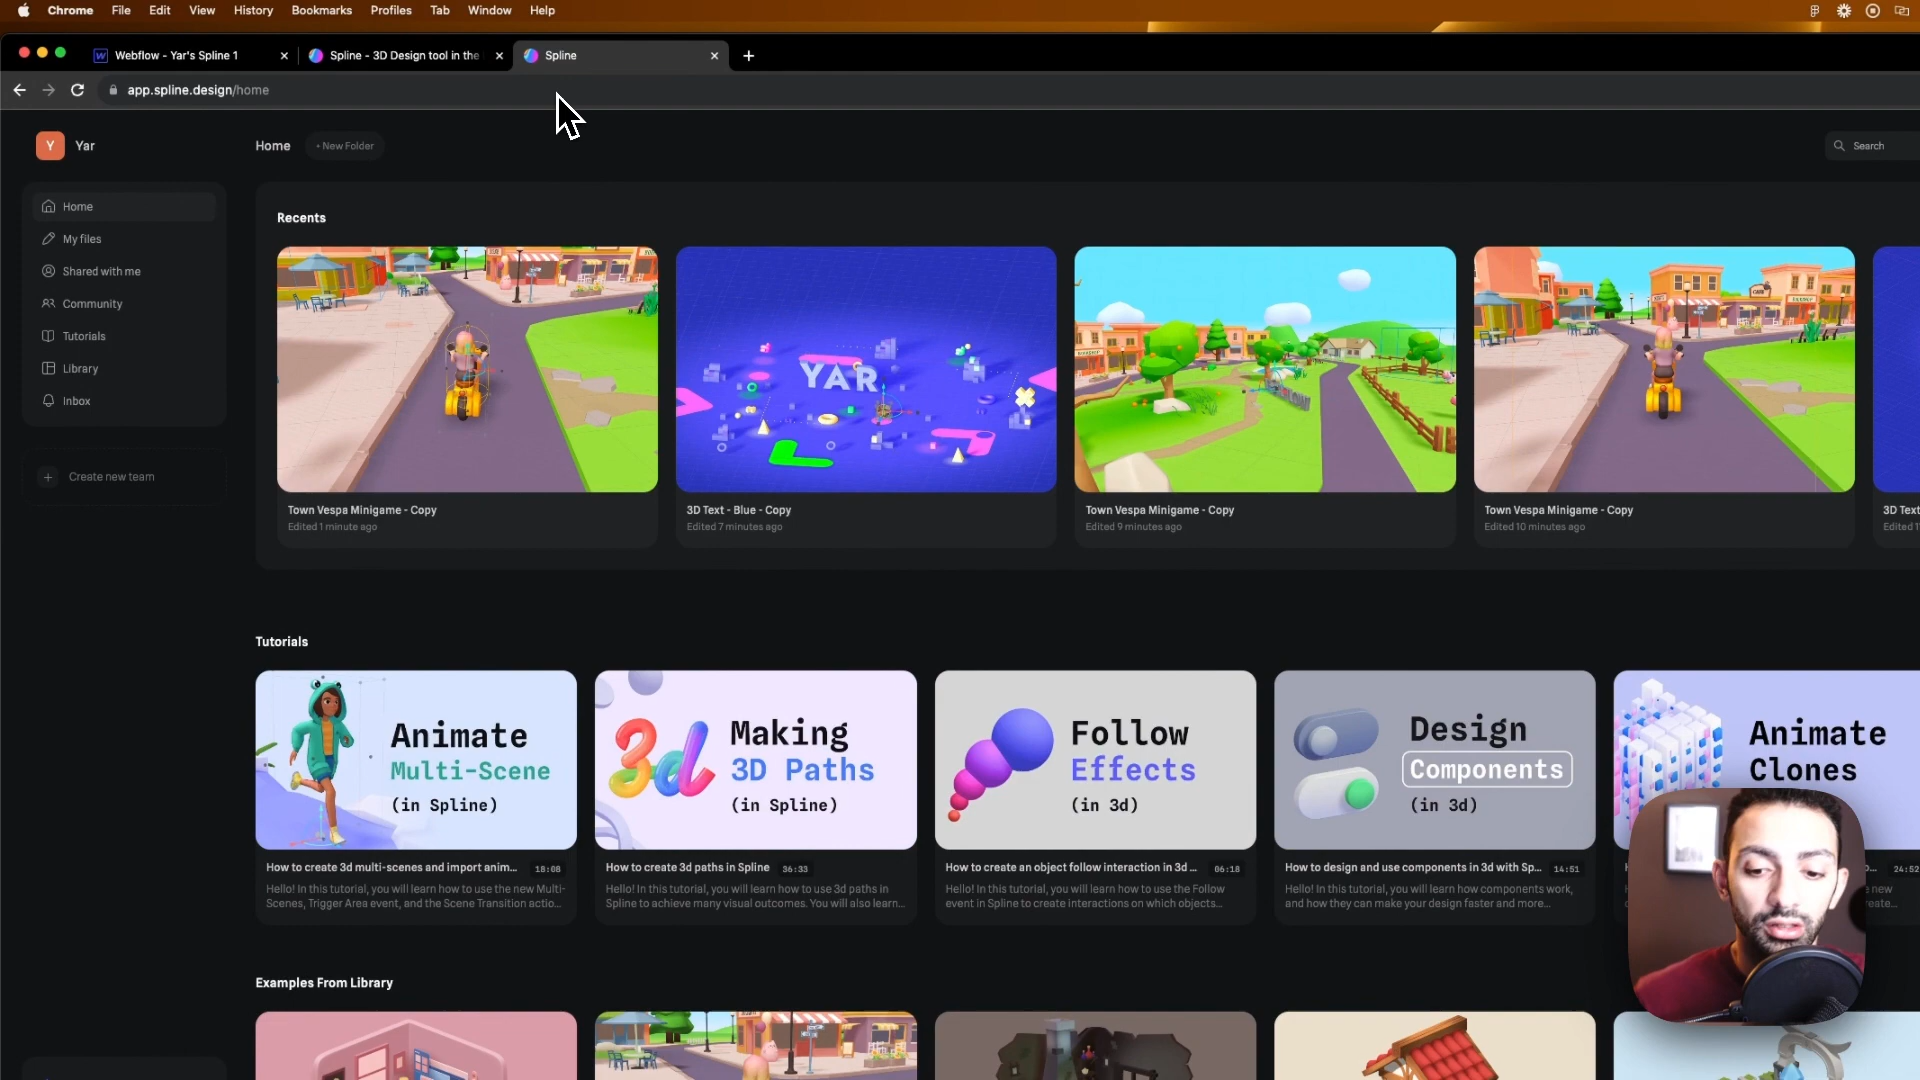 Chrome File Edit View History Bookmarks Profiles Tab Window Help
Webflow - Yar's Spline 1
Spline - 3D Design tool in the
Spline
app.spline.design/home
Y Yar
Home + New Folder
Search
Home
My files
Shared with me
Community
Tutorials
Library
Inbox
Create new team
Recents
YAR
Town Vespa Minigame - Copy
Edited 1 minute ago
3D Text - Blue - Copy
Edited 7 minutes ago
Town Vespa Minigame - Copy
Edited 9 minutes ago
Town Vespa Minigame - Copy
Edited 10 minutes ago
3D Text
Edited 1
Tutorials
Animate
Multi-Scene
(in Spline)
3d
Making
3D Paths
(in Spline)
Follow
Effects
(in 3d)
Design
Components
(in 3d)
Animate
Clones
How to create 3d multi-scenes and import anim... 18:08
Hello! In this tutorial, you will learn how to use the new Multi-
Scenes, Trigger Area event, and the Scene Transition actio...
How to create 3d paths in Spline 36:33
Hello! In this tutorial, you will learn how to use 3d paths in
Spline to achieve many visual outcomes. You will also learn...
How to create an object follow interaction in 3d ... 06:18
Hello! In this tutorial, you will learn how to use the Follow
event in Spline to create interactions on which objects...
How to design and use components in 3d with Sp... 14:51
Hello! In this tutorial, you will learn how components work,
and how they can make your design faster and more...
24:52
new
create...
Examples From Library